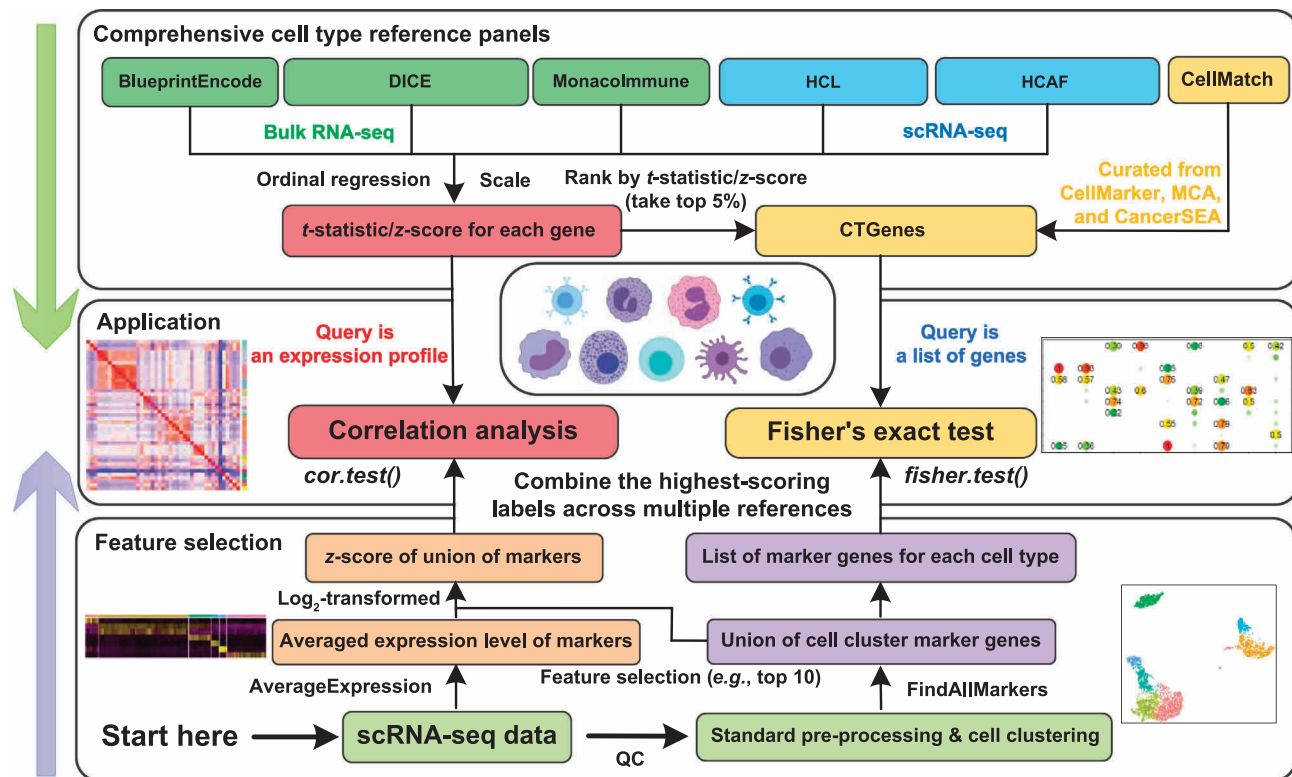 Comprehensive cell type reference panels
BlueprintEncode
DICE
MonacoImmune
HCL
HCAF
CellMatch
Bulk RNA-seq
scRNA-seq
Ordinal regression
Scale
Rank by t-statistic/z-score
(take top 5%)
Curated from
CellMarker, MCA,
and CancerSEA
t-statistic/z-score for each gene
CTGenes
Application
Query is
an expression profile
Query is
a list of genes
Correlation analysis
Fisher's exact test
cor.test()
fisher.test()
Combine the highest-scoring
labels across multiple references
Feature selection
z-score of union of markers
List of marker genes for each cell type
Log2-transformed
Averaged expression level of markers
Union of cell cluster marker genes
Feature selection (e.g., top 10)
AverageExpression
FindAllMarkers
Start here
scRNA-seq data
QC
Standard pre-processing & cell clustering